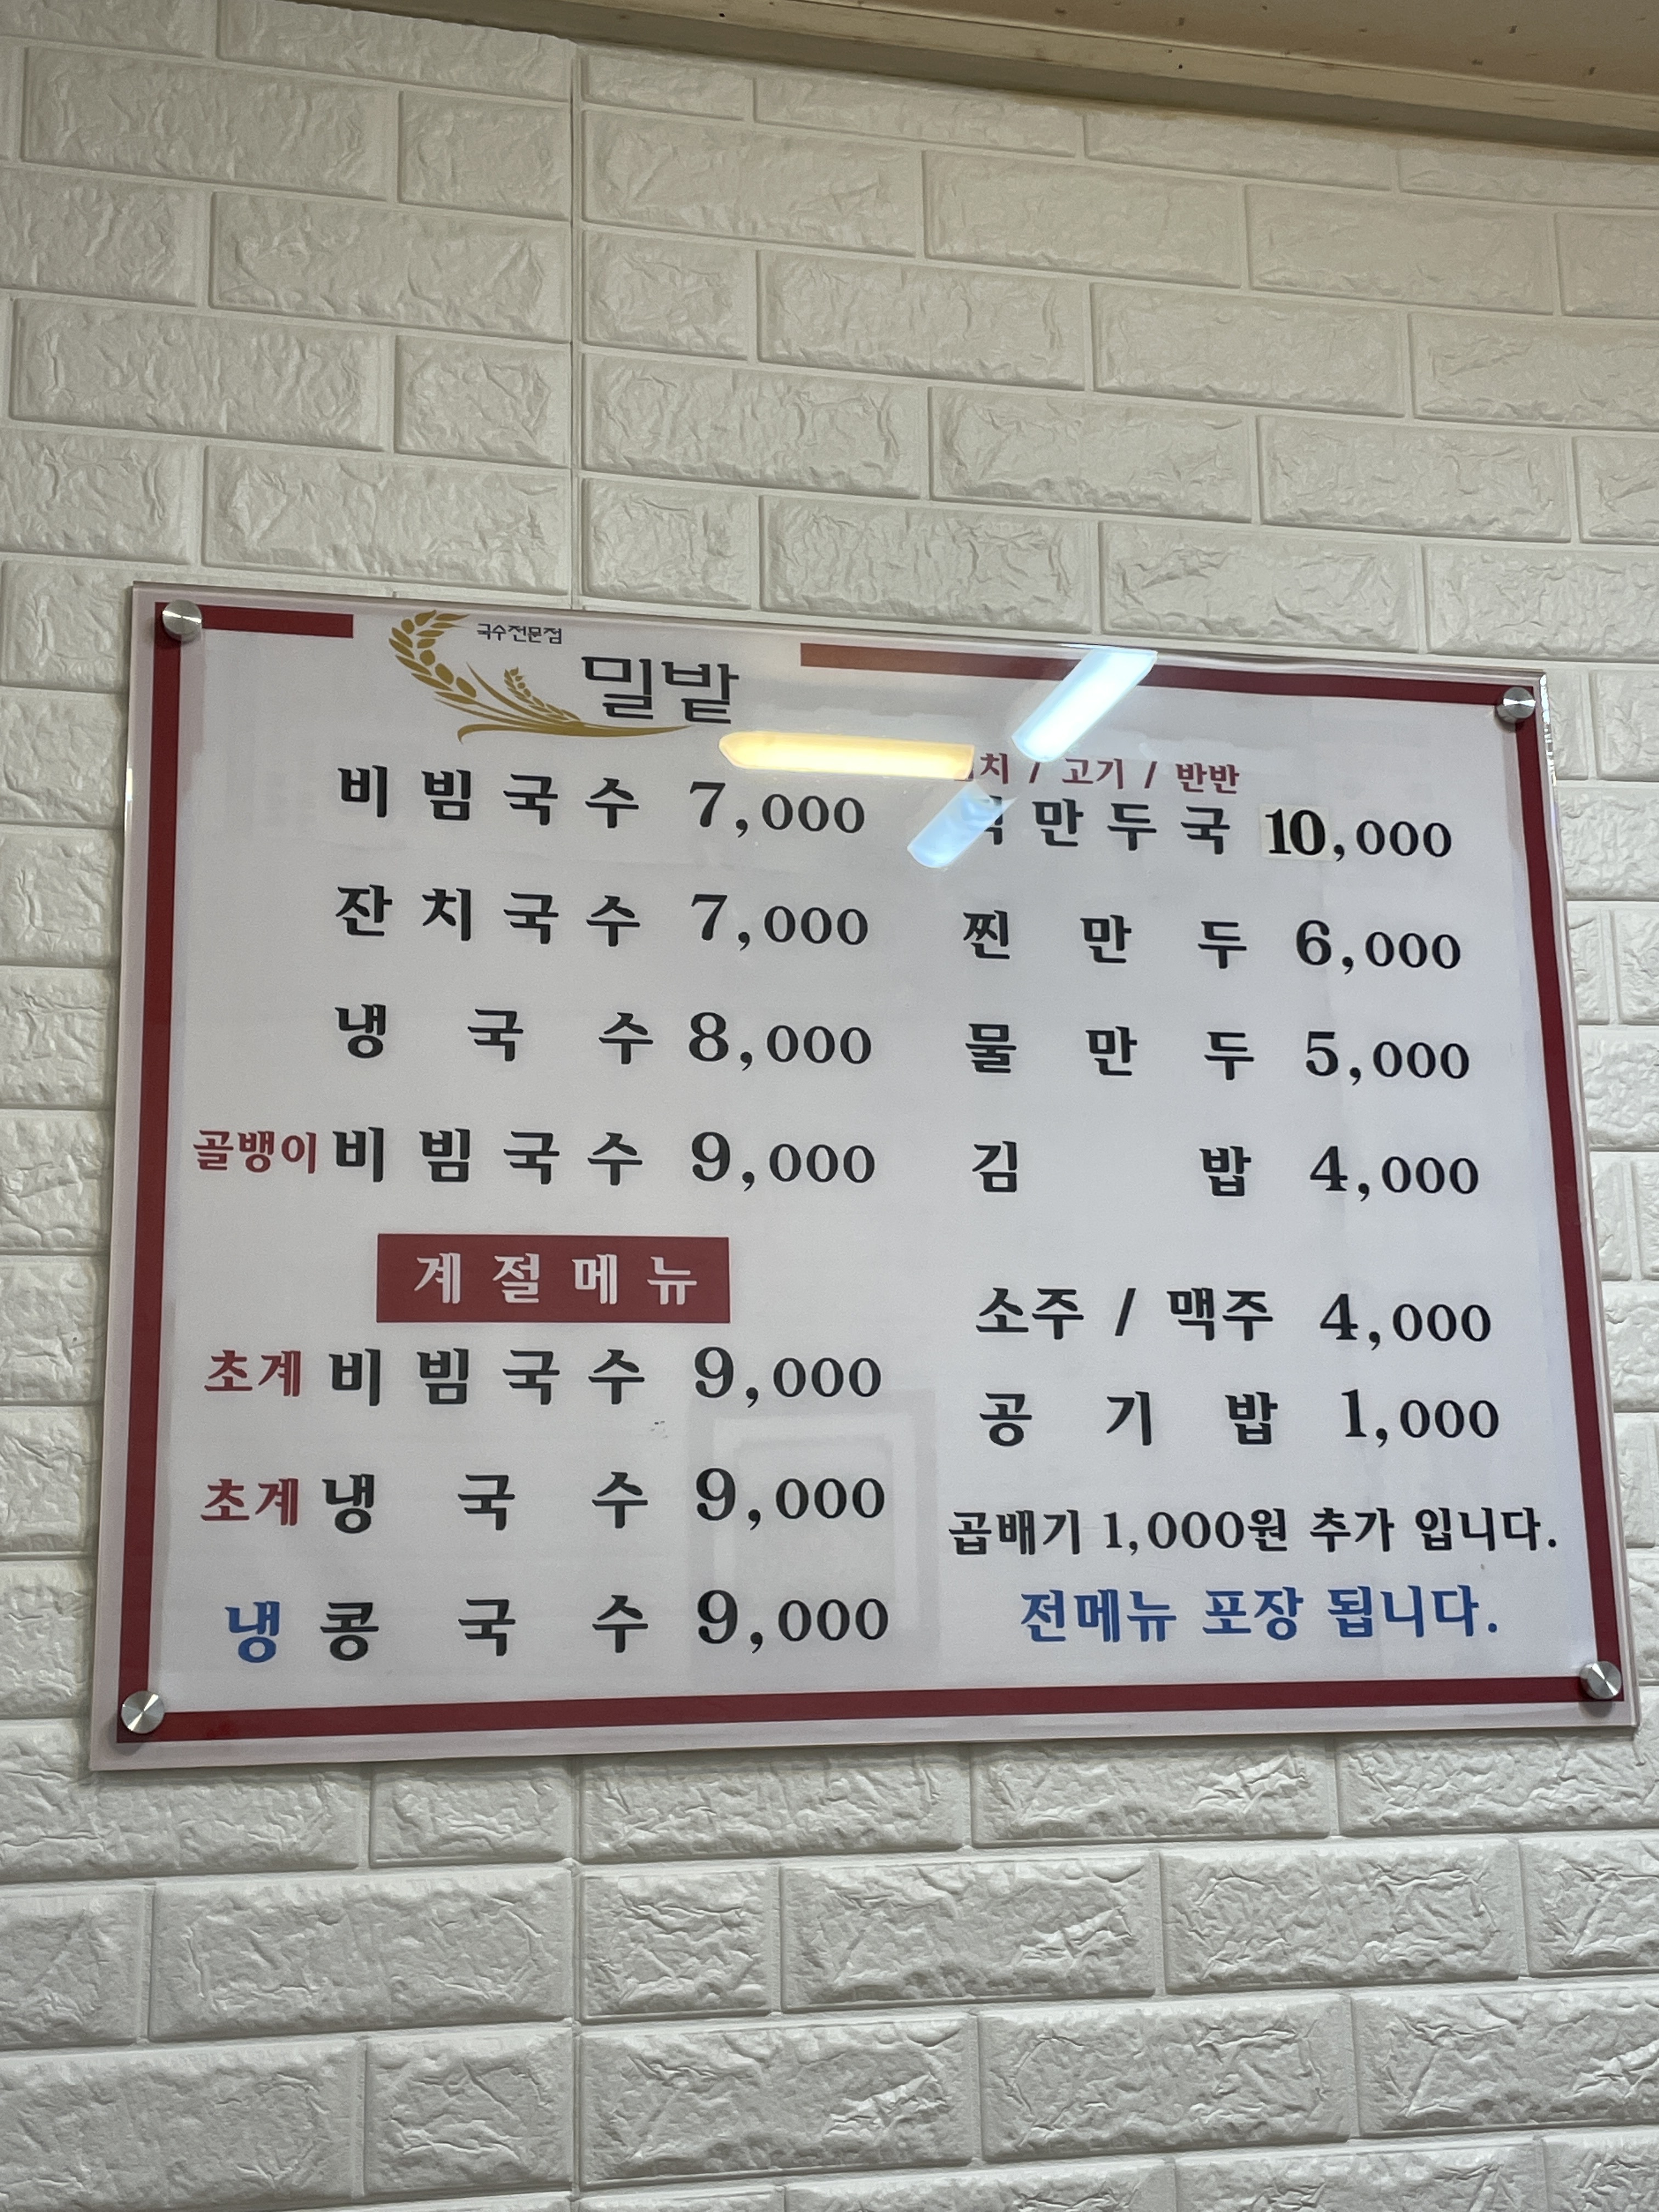 국수전문점
밀밭
비빔국수 7,000
잔치국수 7,000
냉국수 8,000
골뱅이 비빔국수 9,000
계절메뉴
초계 비빔국수 9,000
초계 냉국수 9,000
냉콩국수 9,000
/ 고기 / 반반
10,000
찐만두 6,000
물만두 5,000
김밥 4,000
소주 / 맥주 4,000
공기밥 1,000
곱배기 1,000원 추가 입니다.
전메뉴 포장 됩니다.